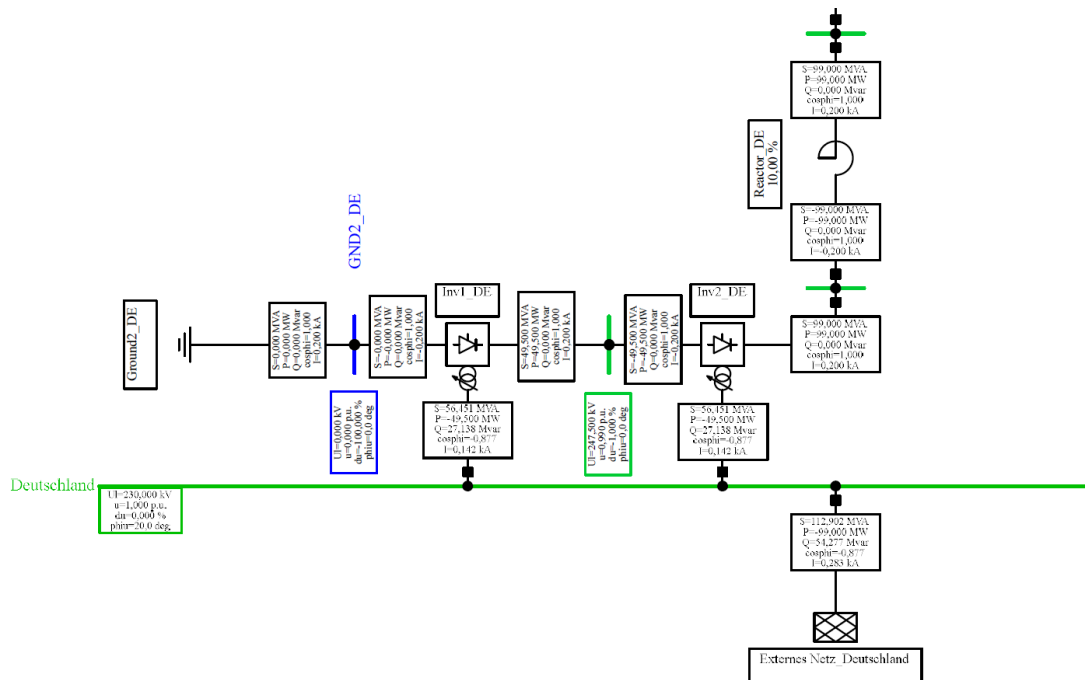 S=99,000 MVA
P=99,000 MW
Q=0,000 Mvar
cosphi=1,000
I=0,200 kA
Reactor_DE
10,00 %
S=-99,000 MVA
P=-99,000 MW
Q=0,000 Mvar
cosphi=1,000
I=-0,200 kA
GND2_DE
Ground2_DE
S=0,000 MVA
P=0,000 MW
Q=0,000 Mvar
cosphi=1,000
I=0,200 kA
S=-0,000 MVA
P=-0,000 MW
Q=0,000 Mvar
cosphi=1,000
I=-0,200 kA
Inv1_DE
S=49,500 MVA
P=49,500 MW
Q=0,000 Mvar
cosphi=1,000
I=0,200 kA
S=-49,500 MVA
P=-49,500 MW
Q=0,000 Mvar
cosphi=1,000
I=-0,200 kA
Inv2_DE
S=99,000 MVA
P=99,000 MW
Q=0,000 Mvar
cosphi=1,000
I=0,200 kA
Ul=0,000 kV
u=0,000 p.u.
du=-100,000 %
phiu=0,0 deg
S=56,451 MVA
P=-49,500 MW
Q=27,138 Mvar
cosphi=-0,877
I=0,142 kA
Ul=247,500 kV
u=0,990 p.u.
du=-1,000 %
phiu=0,0 deg
S=56,451 MVA
P=-49,500 MW
Q=27,138 Mvar
cosphi=-0,877
I=0,142 kA
Deutschland
Ul=230,000 kV
u=1,000 p.u.
du=0,000 %
phiu=20,0 deg
S=112,902 MVA
P=-99,000 MW
Q=54,277 Mvar
cosphi=-0,877
I=0,283 kA
Externes Netz_Deutschland